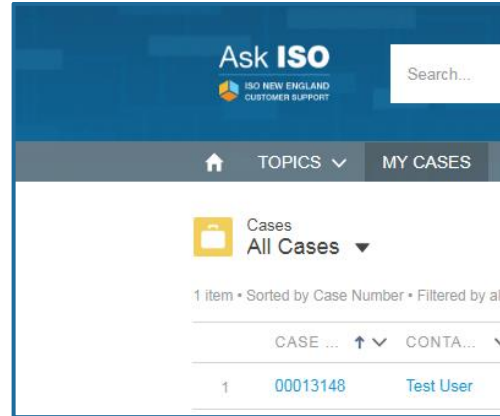 Ask ISO
ISO NEW ENGLAND
CUSTOMER SUPPORT
Search...
TOPICS
MY CASES
Cases
All Cases
1 item • Sorted by Case Number • Filtered by al
CASE ...
CONTA...
1
00013148
Test User